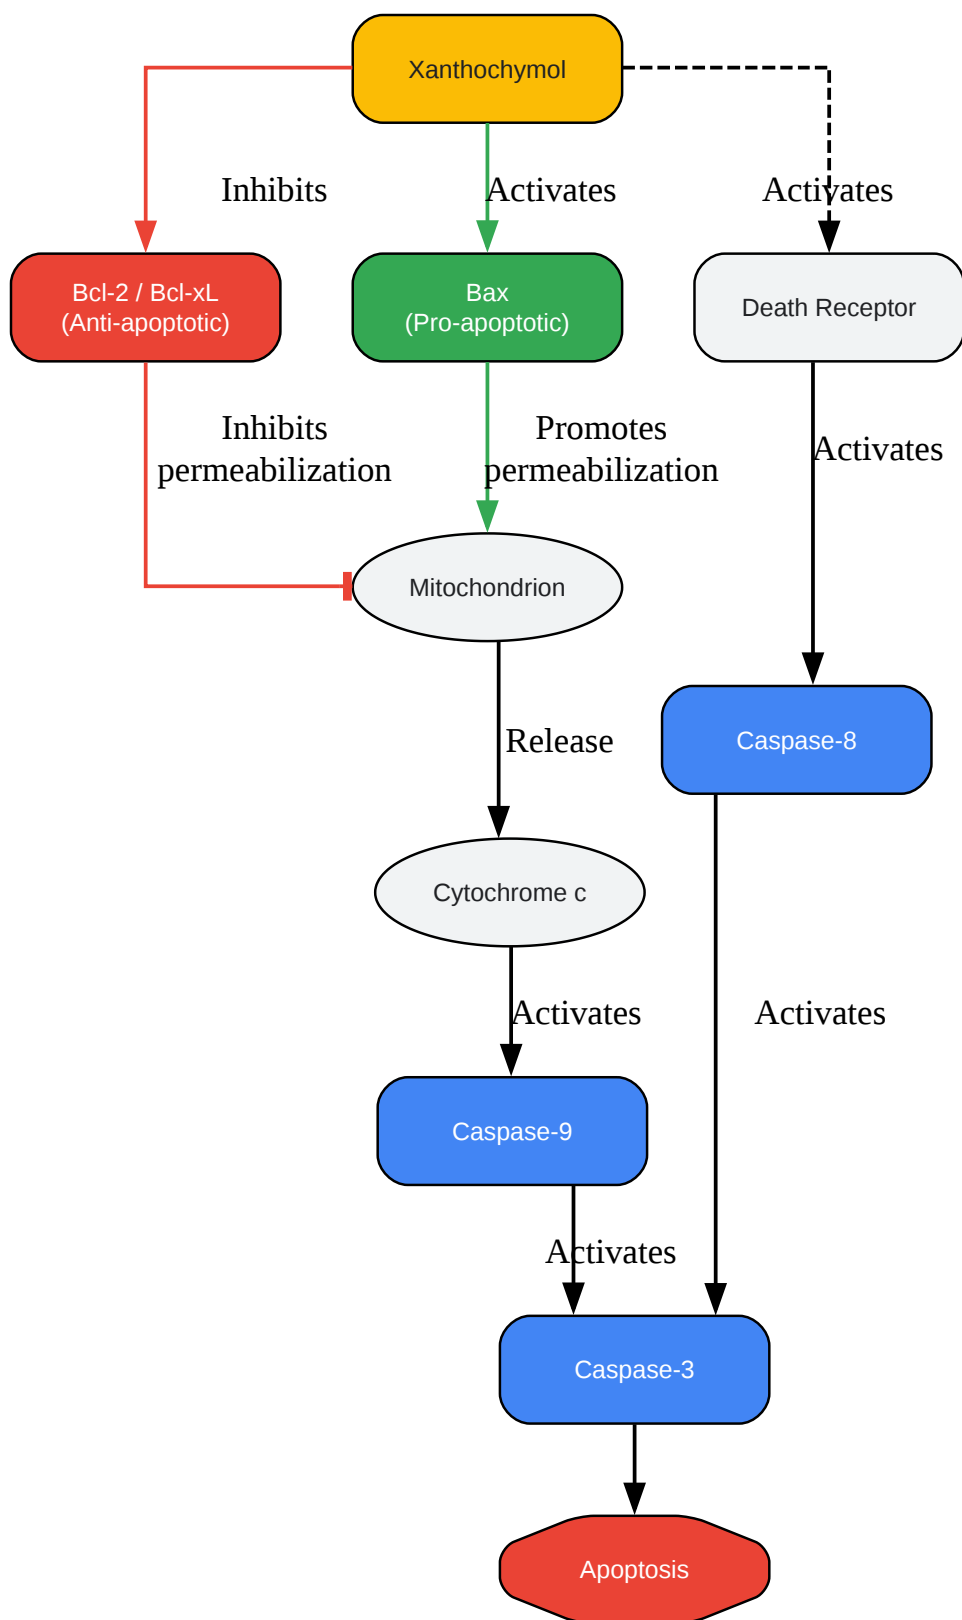 Xanthochymol
Inhibits
Activates
Activates
Bcl-2 / Bcl-xL
(Anti-apoptotic)
Bax
(Pro-apoptotic)
Death Receptor
Inhibits
permeabilization
Promotes
permeabilization
Activates
Mitochondrion
Release
Caspase-8
Cytochrome c
Activates
Activates
Caspase-9
Activates
Caspase-3
Apoptosis